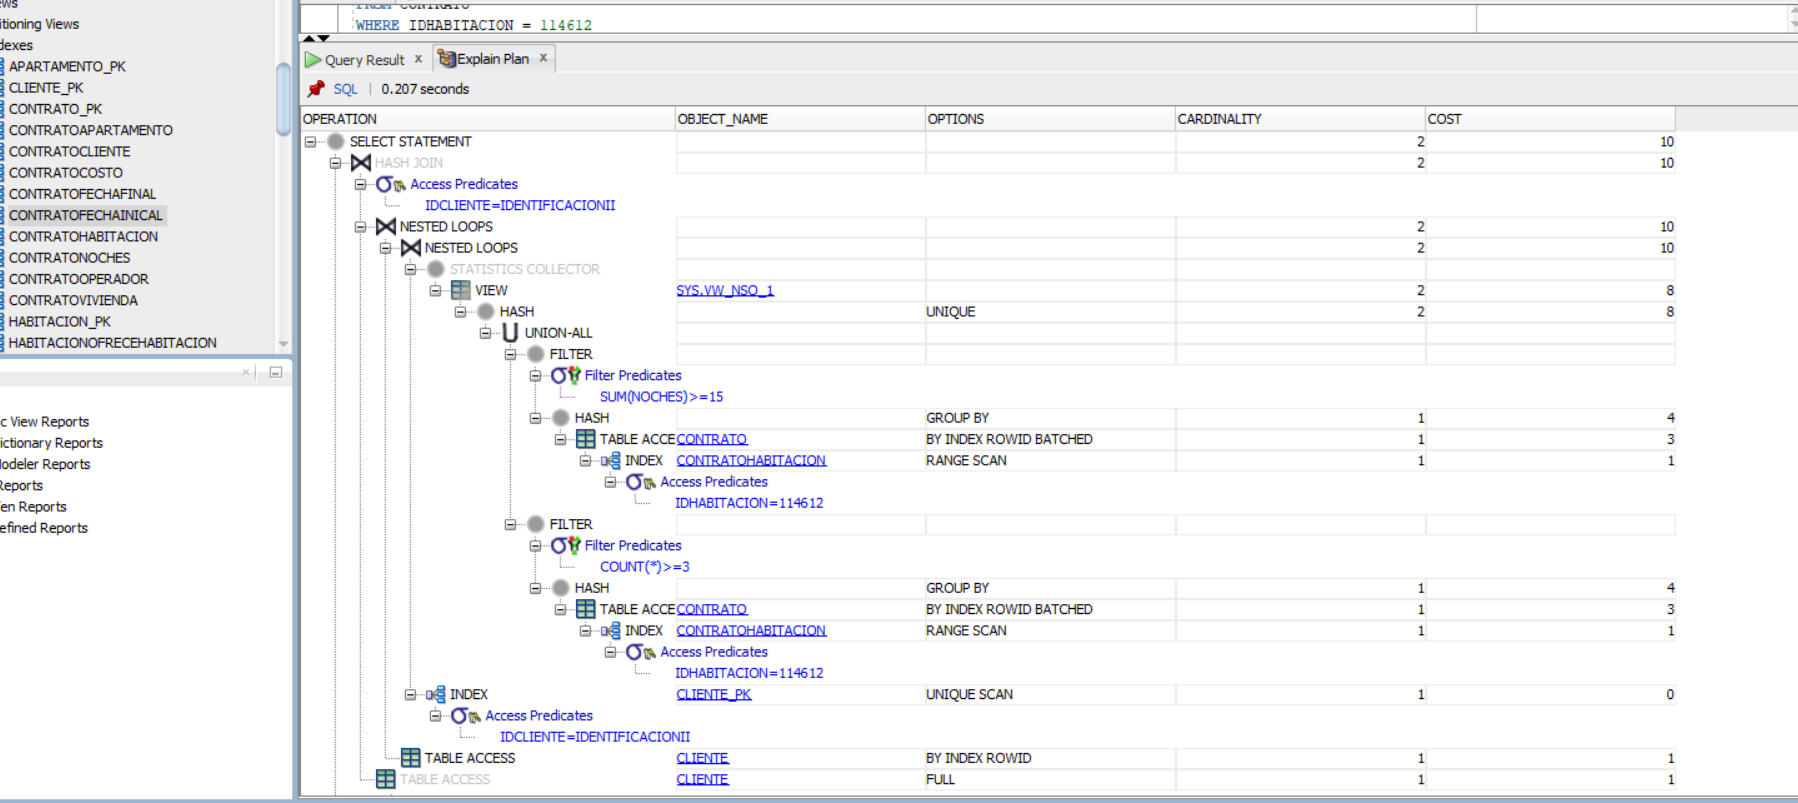 itioning Views
dexes
APARTAMENTO_PK
CLIENTE_PK
CONTRATO_PK
CONTRATOAPARTAMENTO
CONTRATOCLIENTE
CONTRATOCOSTO
CONTRATOFECHAFINAL
CONTRATOFECHAINICAL
CONTRATOHABITACION
CONTRATONOCHES
CONTRATOOPERADOR
CONTRATOVIVIENDA
HABITACION_PK
HABITACIONOFRECEHABITACION
c View Reports
ictionary Reports
odeler Reports
Reports
en Reports
efined Reports
FROM CONTRATO
WHERE IDHABITACION = 114612
Query Result x Explain Plan x
SQL | 0.207 seconds
OPERATION OBJECT_NAME OPTIONS CARDINALITY COST
SELECT STATEMENT 2 10
HASH JOIN 2 10
Access Predicates
IDCLIENTE=IDENTIFICACIONII
NESTED LOOPS 2 10
NESTED LOOPS 2 10
STATISTICS COLLECTOR
VIEW SYS.VW_NSO_1 2 8
HASH UNIQUE 2 8
UNION-ALL
FILTER
Filter Predicates
SUM(NOCHES)>=15
HASH GROUP BY 1 4
TABLE ACCE CONTRATO BY INDEX ROWID BATCHED 1 3
INDEX CONTRATOHABITACION RANGE SCAN 1 1
Access Predicates
IDHABITACION=114612
FILTER
Filter Predicates
COUNT(*)>=3
HASH GROUP BY 1 4
TABLE ACCE CONTRATO BY INDEX ROWID BATCHED 1 3
INDEX CONTRATOHABITACION RANGE SCAN 1 1
Access Predicates
IDHABITACION=114612
INDEX CLIENTE_PK UNIQUE SCAN 1 0
Access Predicates
IDCLIENTE=IDENTIFICACIONII
TABLE ACCESS CLIENTE BY INDEX ROWID 1 1
TABLE ACCESS CLIENTE FULL 1 1